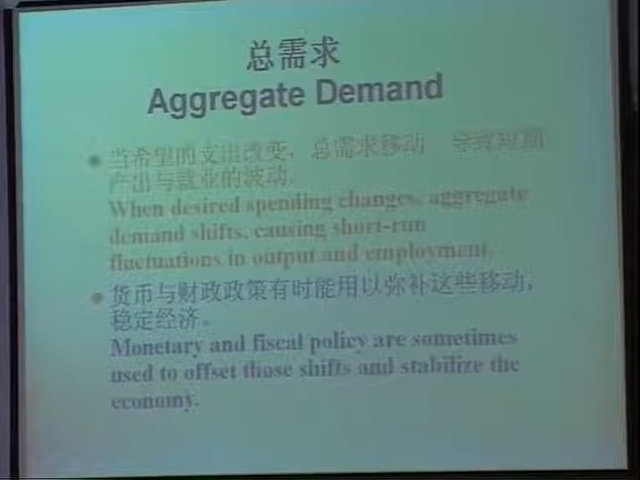 总需求
Aggregate Demand
当希望的支出改变，总需求移动 导致短期
产出与就业的波动.
When desired spending changes, aggregate
demand shifts, causing short-run
fluctuations in output and employment.
货币与财政政策有时能用以弥补这些移动，
稳定经济。
Monetary and fiscal policy are sometimes
used to offset those shifts and stabilize the
economy.